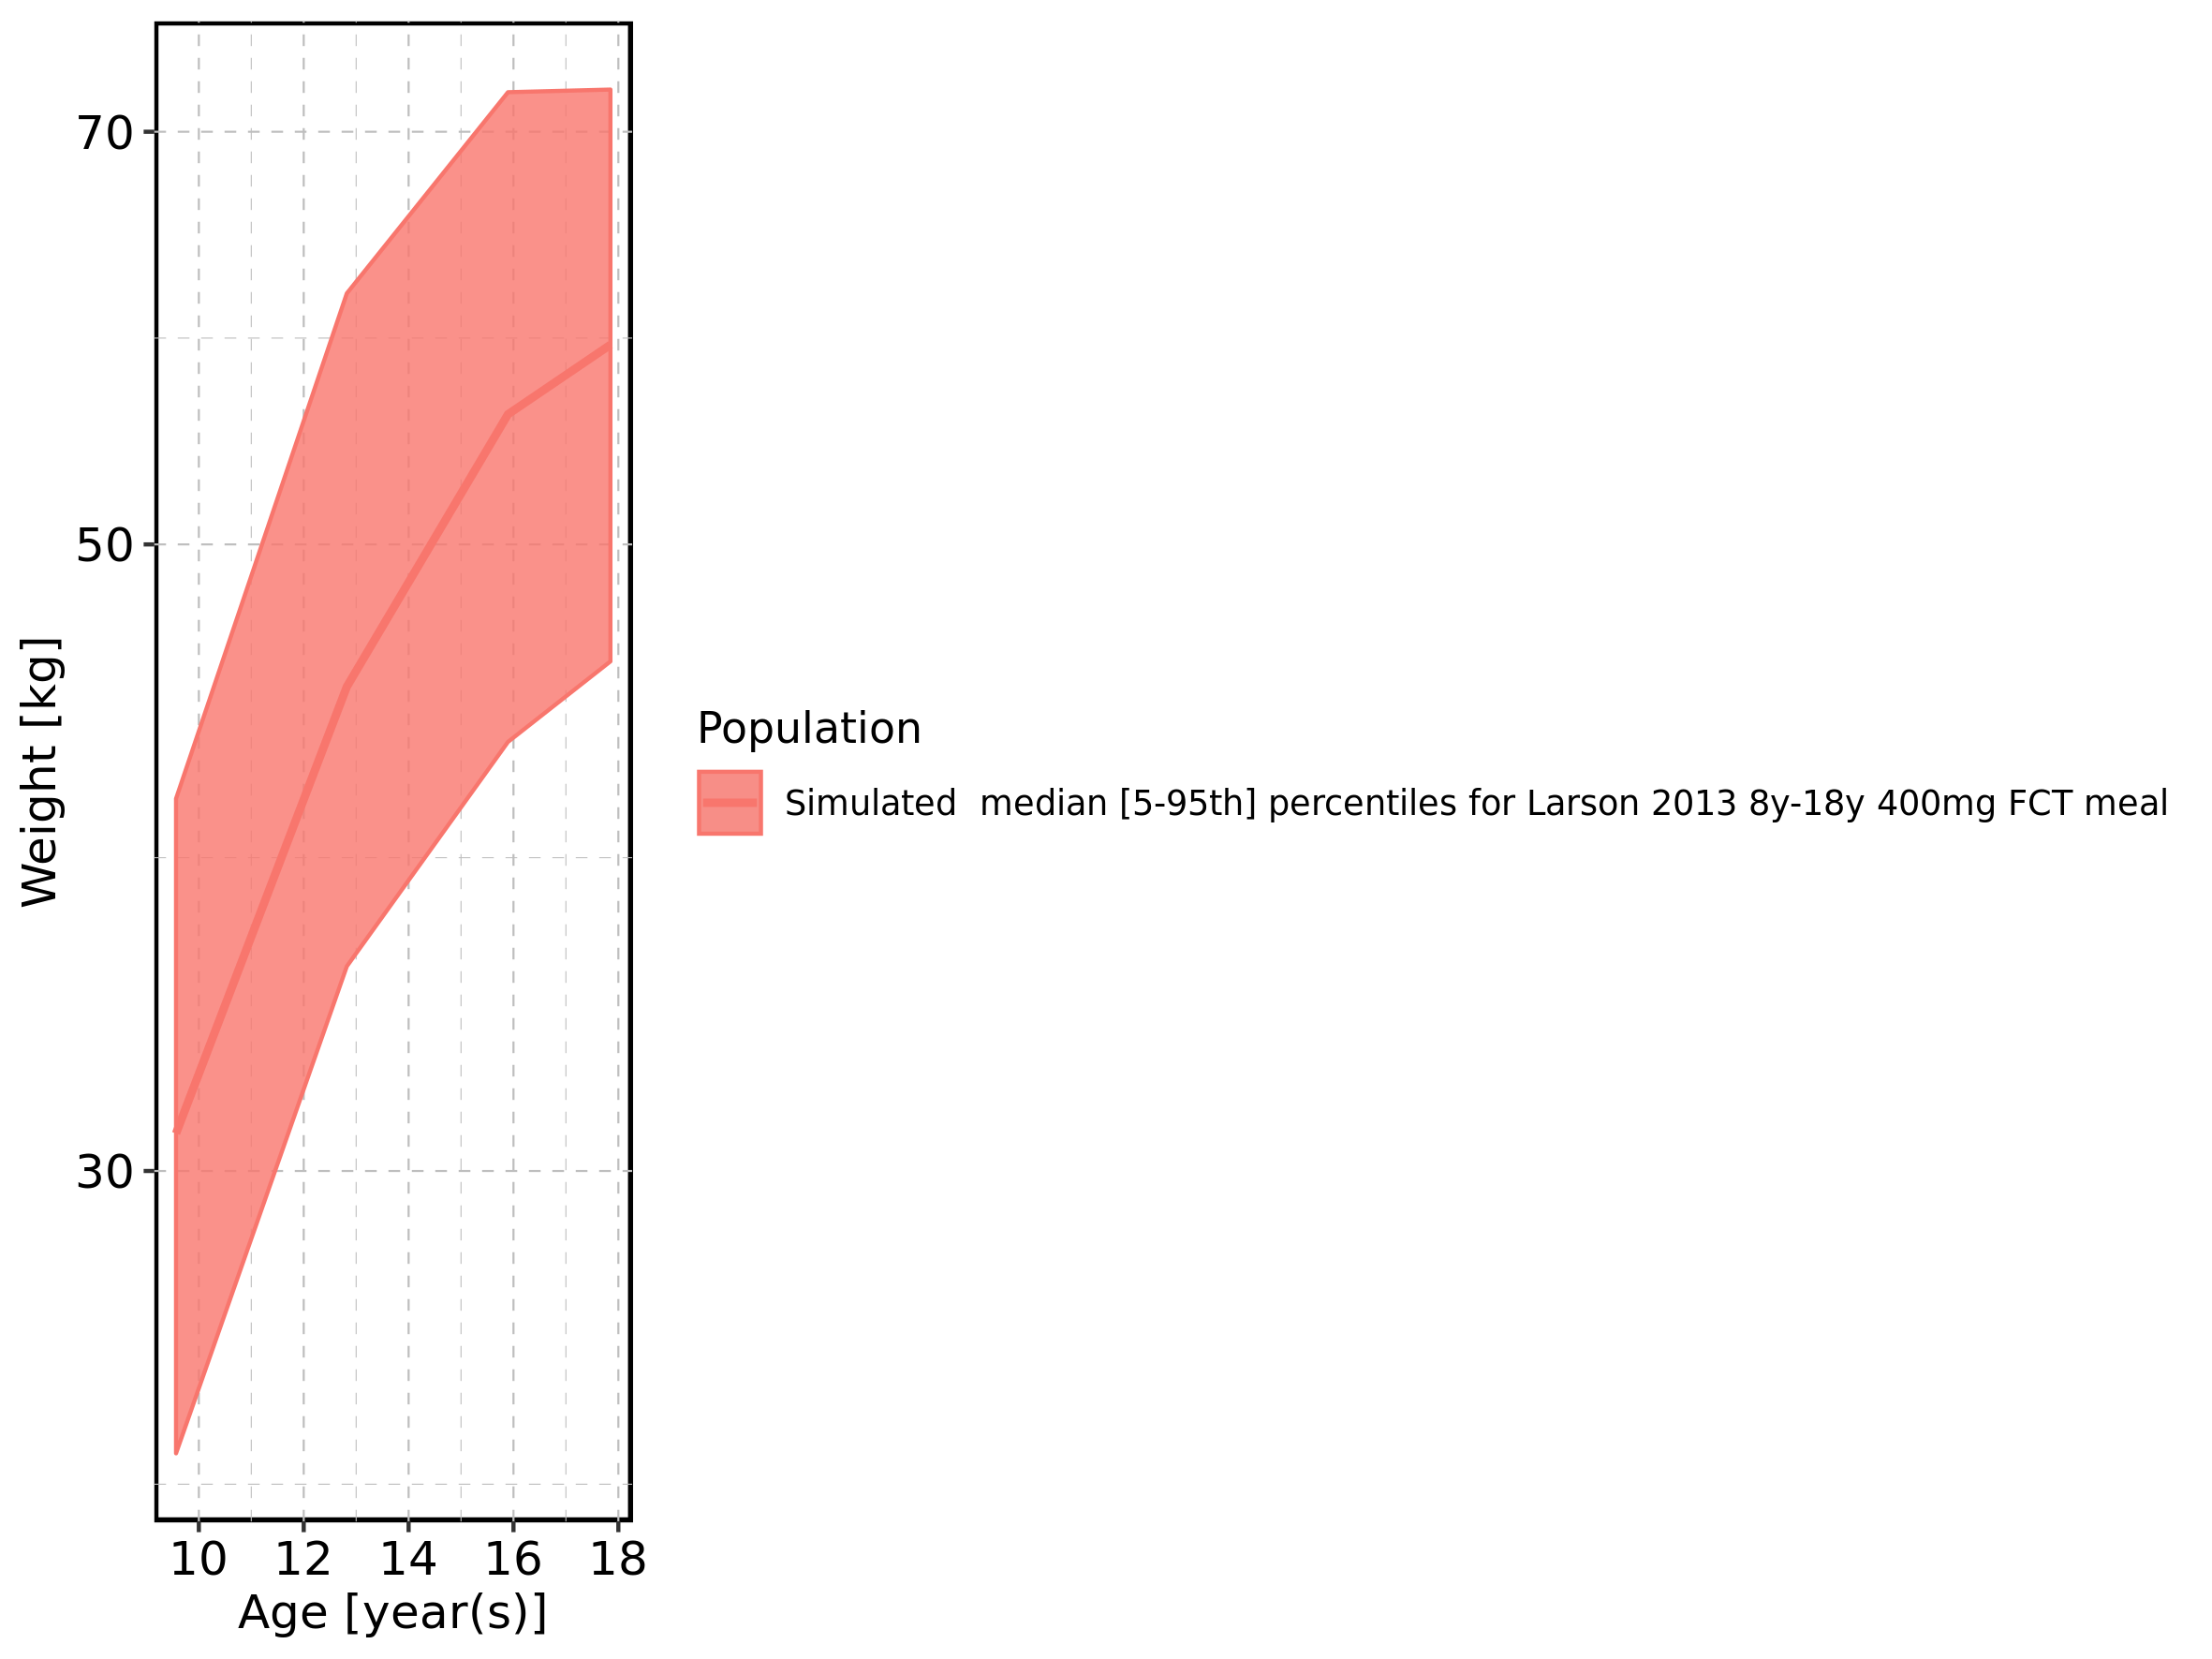 70
50
30
Weight [kg]
10 12 14 16 18
Age [year(s)]
Population
Simulated  median [5-95th] percentiles for Larson 2013 8y-18y 400mg FCT meal